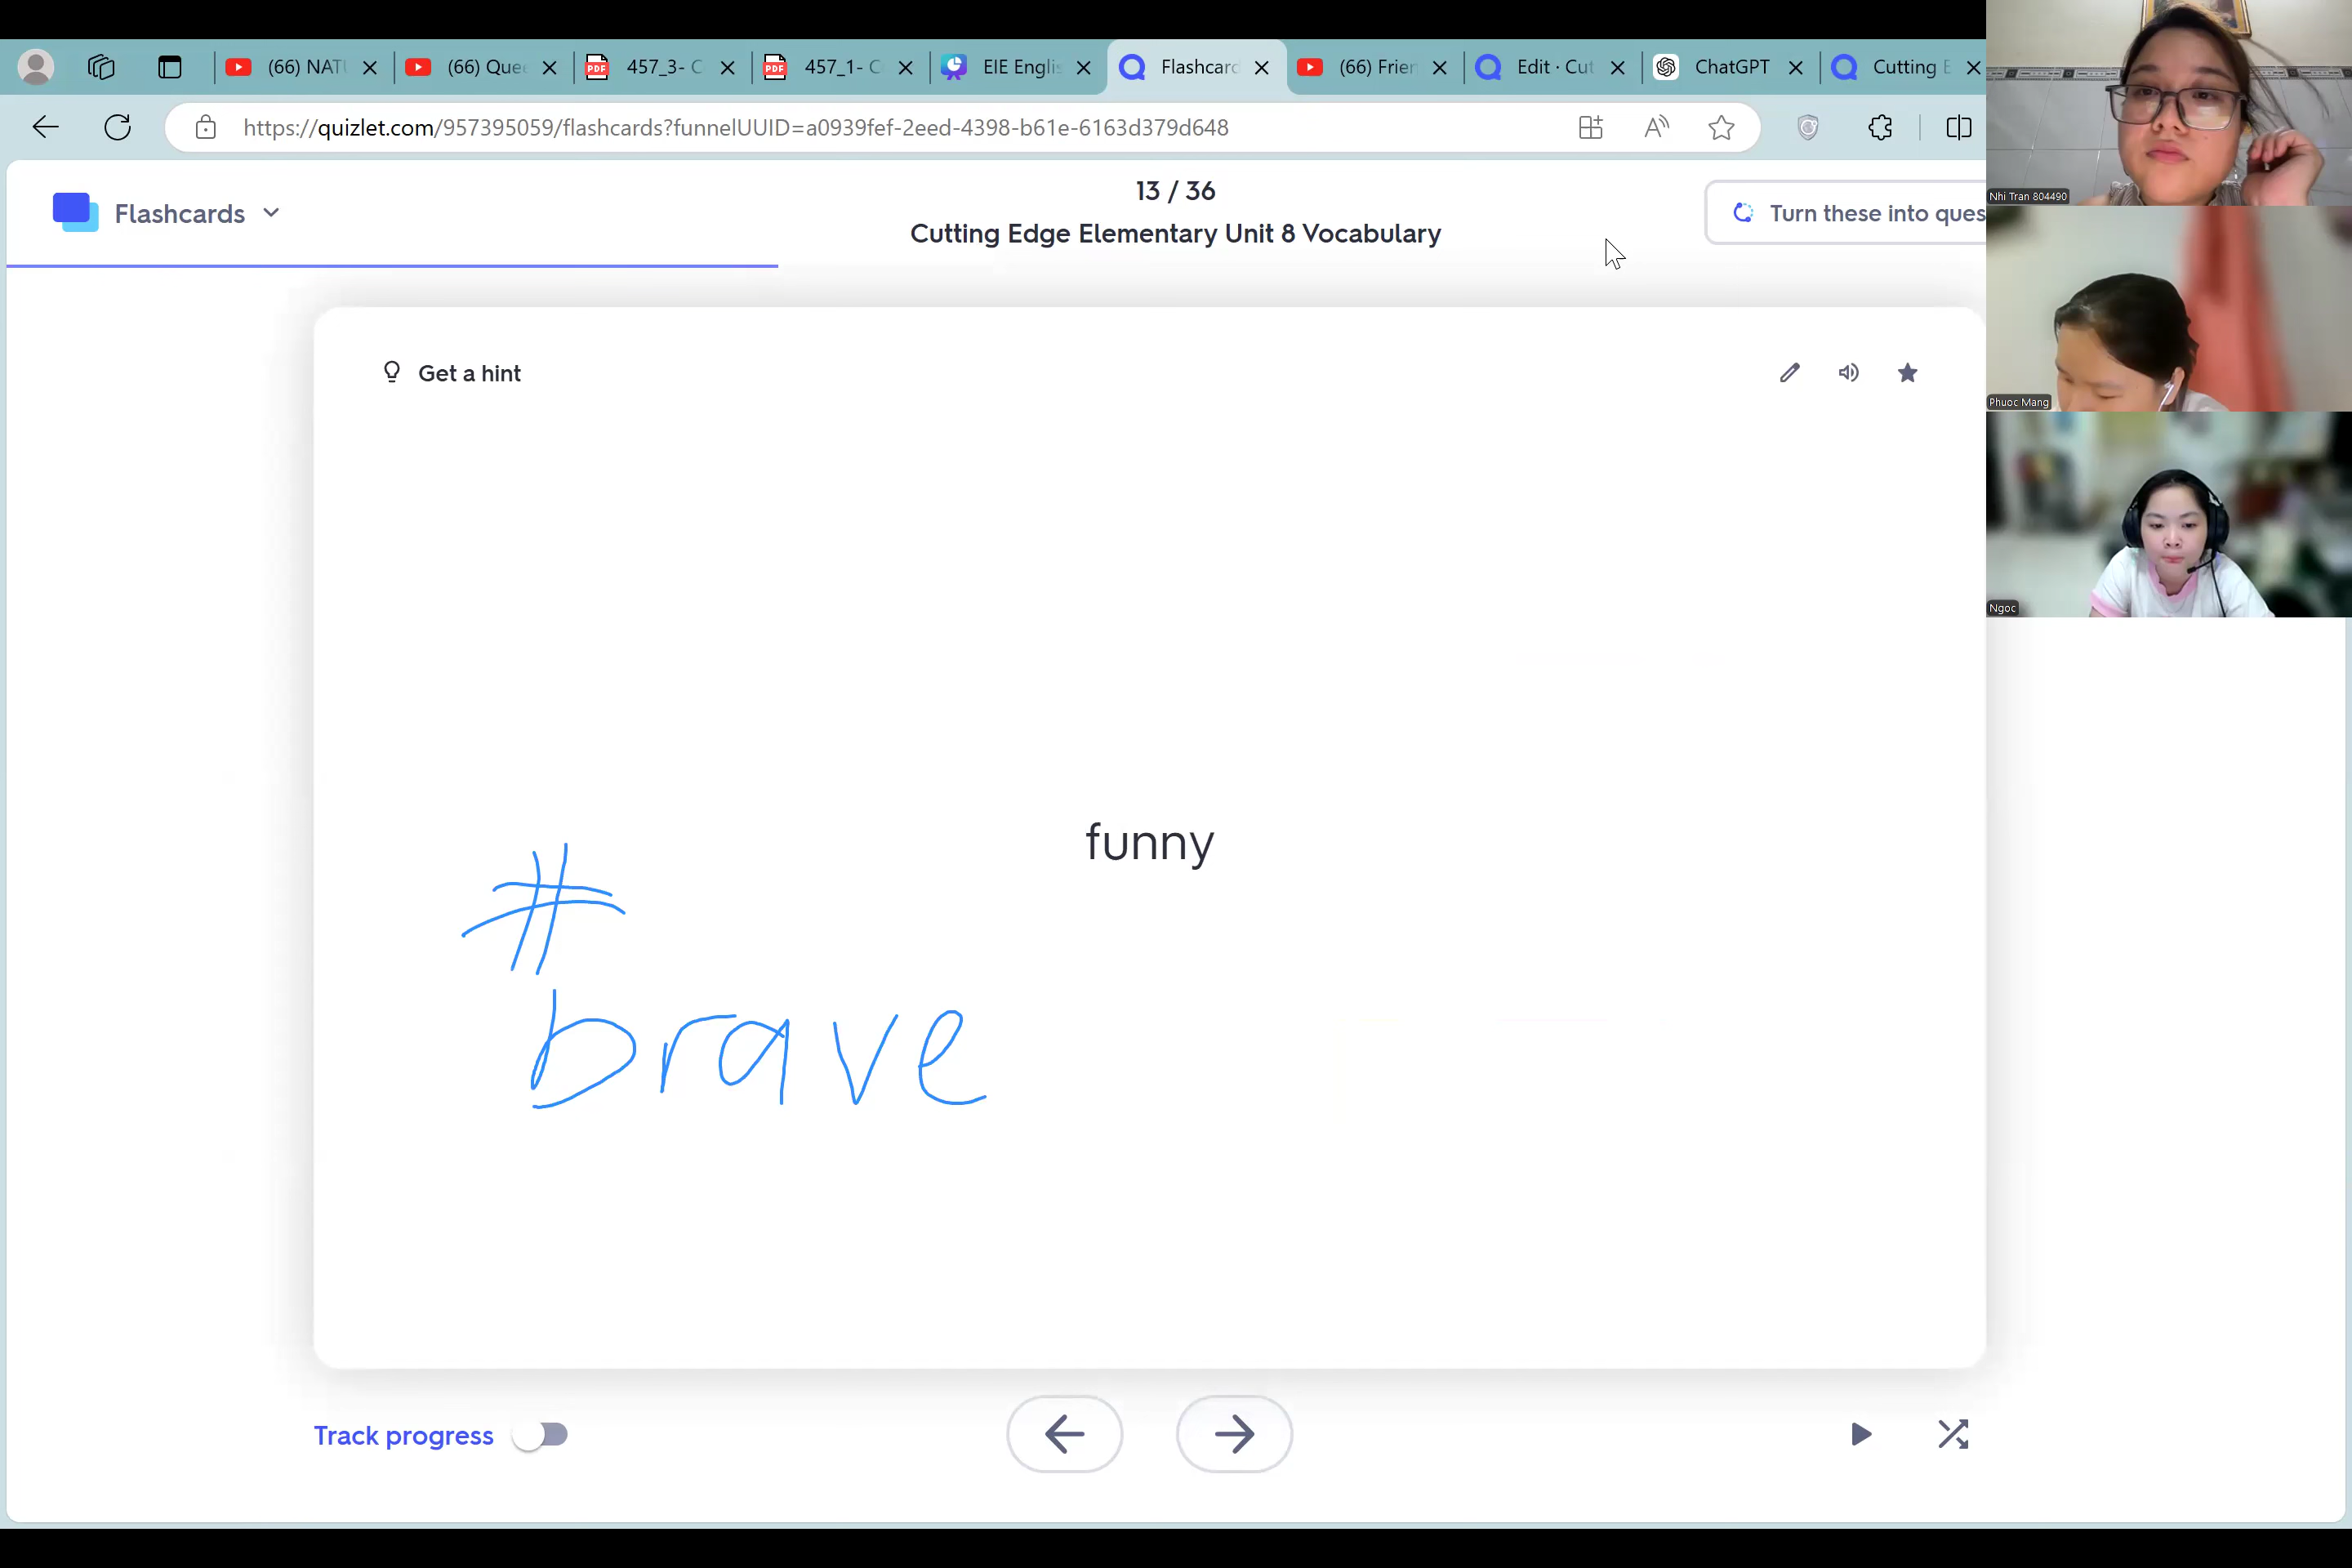 (66) NAT
(66) Que
457_3- C
457_1- C
EIE Englis
Flashcard
(66) Frien
Edit · Cut
ChatGPT
Cutting E
https://quizlet.com/957395059/flashcards?funnelUUID=a0939fef-2eed-4398-b61e-6163d379d648
Flashcards
13 / 36
Cutting Edge Elementary Unit 8 Vocabulary
Turn these into ques
Get a hint
funny
#
brave
Track progress
Nhi Tran 804490
Phuoc Mang
Ngoc